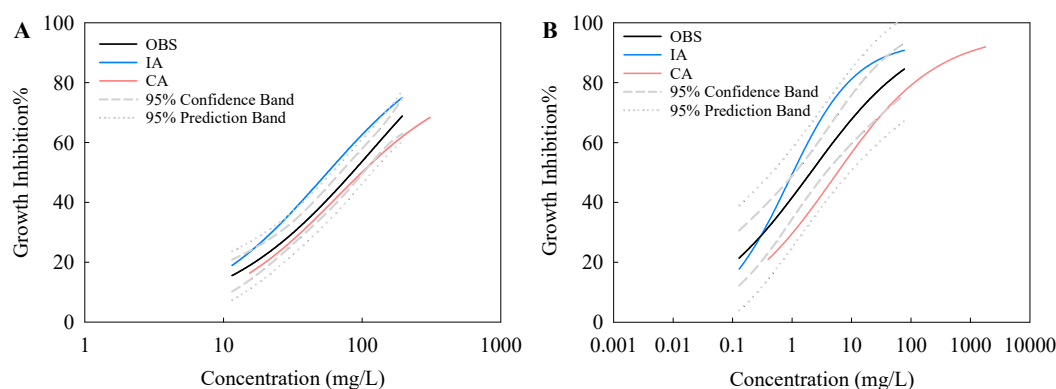 A
100
80
60
40
20
0
Growth Inhibition%
OBS
IA
CA
95% Confidence Band
95% Prediction Band
1
10
100
1000
Concentration (mg/L)
B
100
80
60
40
20
0
Growth Inhibition%
OBS
IA
CA
95% Confidence Band
95% Prediction Band
0.001
0.01
0.1
1
10
100
1000
10000
Concentration (mg/L)